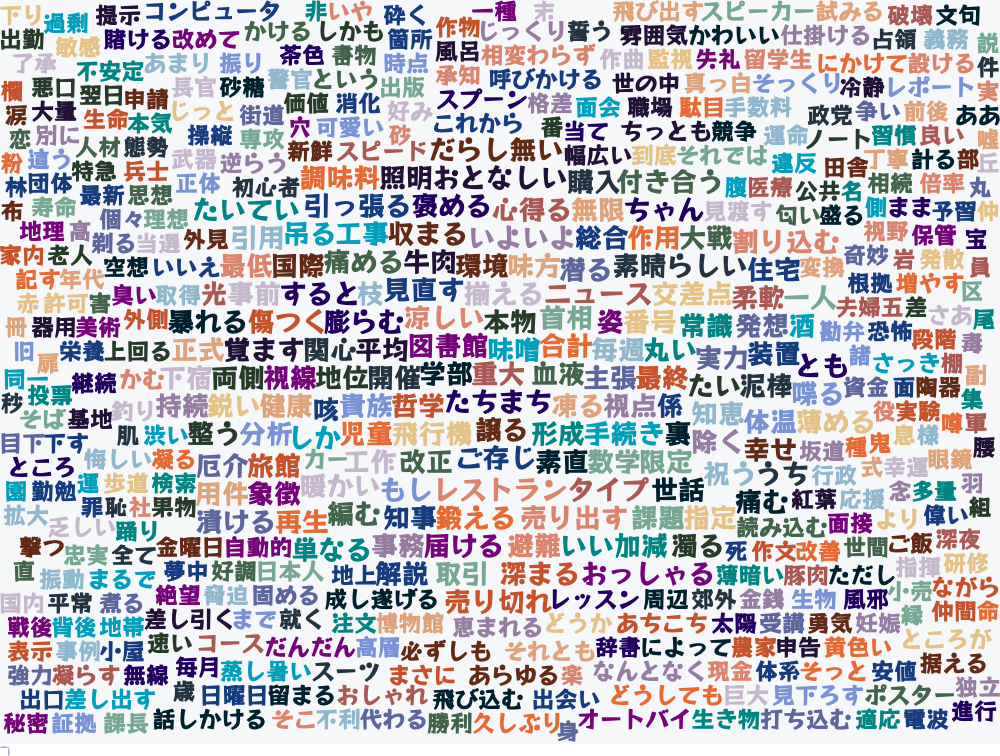 下り 過剰 提示 コンピュータ 非 いや 砕く 作物 一種 末 じっくり 誓う 飛び出す スピーカー 試みる 破壊 文句
出勤 敏感 賭ける 改めて かける しかも 箇所 風呂 雰囲気 かわいい 仕掛ける 占領 義務 説
了承 不安定 あまり 振り 茶色 書物 時点 承知 相変わらず 作曲 監視 失礼 留学生 にかけて 設ける 件
欄 悪口 翌日 申請 長官 砂糖 警官 という 出版 呼びかける 世の中 真っ白 そっくり 冷静 レポート 実
涙 大量 生命 本気 じっと 街道 価値 消化 好み スプーン 格差 面会 職場 駄目 手数料 政党 争い 前後 ああ
恋 別に 人材 態勢 操縦 専攻 穴 可愛い 砂 これから 番 当て ちっとも 競争 運命 ノート 習慣 良い 嘘
粉 違う 特急 兵士 武器 逆らう 新鮮 スピード だらし無い 幅広い 到底 それでは 違反 田舎 丁寧 計る 部 丘
林 団体 最新 思想 正体 初心者 調味料 照明 おとなしい 購入 付き合う 腹 医療 公共 名 相続 倍率 丸
布 寿命 個々 理想 たいてい 引っ張る 褒める 心得る 無限 ちゃん 見渡す 匂い 盛る 側 まま 予習 仲
地理 高 剃る 当選 外見 引用 吊る 工事 収まる いよいよ 総合 作用 大戦 割り込む 視野 保管 宝
家内 老人 空想 いいえ 最低 国際 痛める 牛肉 環境 味方 潜る 素晴らしい 住宅 変換 奇妙 岩 発散 員
記す 年代 臭い 取得 光 事前 すると 枝 見直す 揃える ニュース 交差点 柔軟 一人 根拠 増やす 区
赤 許可 害 夫婦 五 差 さあ 尾
冊 器用 美術 外側 暴れる 傷つく 膨らむ 涼しい 本物 首相 姿 番号 常識 発想 酒 勘弁 恐怖 段階 毒
旧 扉 栄養 上回る 正式 覚ます 関心 平均 図書館 味噌 合計 毎週 丸い 実力 装置 とも 諸 さっき 棚 副
同一 投票 継続 かむ 下宿 両側 視線 地位 開催 学部 重大 血液 主張 最終 たい 泥棒 喋る 資金 面 陶器 集
秒 そば 基地 釣り 持続 鋭い 健康 咳 貴族 哲学 たちまち 凍る 視点 係 知恵 体温 薄める 役 実験 噂 軍
目下 下す 肌 渋い 整う 分析 しか 児童 飛行機 譲る 形成 手続き 裏 除く 幸せ 坂道 種 鬼 息 様 腰
ところ 悔しい 凝る 厄介 旅館 カー 工作 改正 ご存じ 素直 数学 限定 祝う うち 行政 式 幸運 眼鏡
園 勤勉 運 歩道 検索 用件 象徴 暖かい もし レストラン タイプ 世話 痛む 紅葉 応援 念 多量 羽
拡大 罪 恥 社 男物 漬ける 再生 編む 知事 鍛える 売り出す 課題 指定 読み込む 面接 より 偉い 組
乏しい 踊り
撃つ 忠実 全て 金曜日 自動的 単なる 事務 届ける 避難 いい加減 濁る 死 作文 改善 世間 ご飯 深夜
直 振動 まるで 夢中 好調 日本人 地上 解説 取引 深まる おっしゃる 薄暗い 豚肉 ただし 指揮 研修
国内 平常 煮る 絶望 脅迫 固める 成し遂げる 売り切れ レッスン 周辺 郊外 金銭 生物 風邪 小売 ながら
戦後 背後 地帯 差し引く まで 就く 注文 博物館 恵まれる どうか あちこち 太陽 受講 勇気 妊娠 縁 仲間 命
表示 事例 小屋 速い コース だんだん 高層 必ずしも それとも 辞書 によって 農家 申告 黄色い ところが
強力 凝らす 無線 毎月 蒸し暑い スーツ まさに あらゆる 楽 なんとなく 現金 体系 そっと 安値 据える
出口 差し出す 歳 日曜日 留まる おしゃれ 飛び込む 出会い どうしても 巨大 見下ろす ポスター 独立
秘密 証拠 課長 話しかける そこ 不利 代わる 勝利 久しぶり 身 オートバイ 生き物 打ち込む 適応 電波 進行